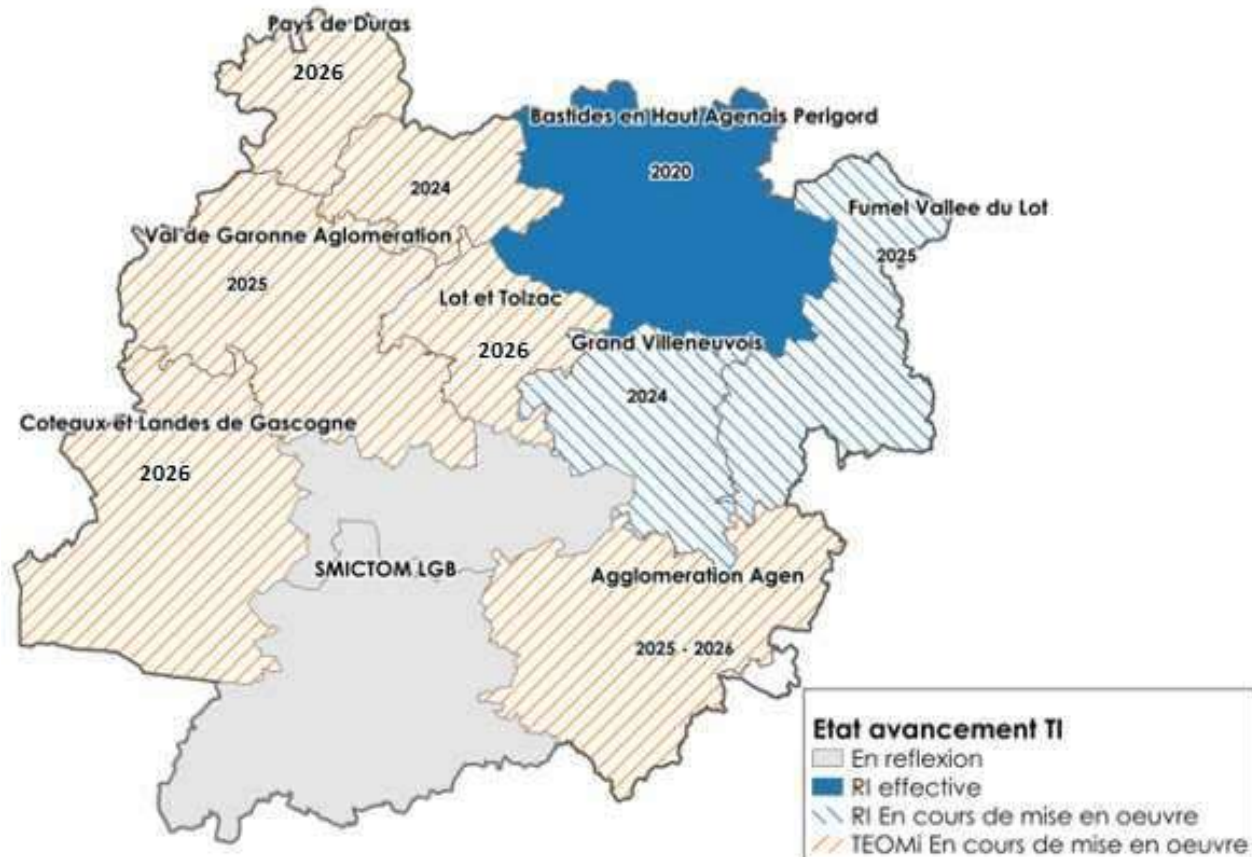 Pays de Duras
2026
Bastides en Haut Agenais Perigord
2020
2024
Fumel Vallee du Lot
2025
Val de Garonne Aglomeration
2025
Lot et Tolzac
2026
Grand Villeneuvois
2024
Coteaux et Landes de Gascogne
2026
SMICTOM LGB
Agglomeration Agen
2025 - 2026
Etat avancement TI
En reflexion
RI effective
RI En cours de mise en oeuvre
TEOMi En cours de mise en oeuvre